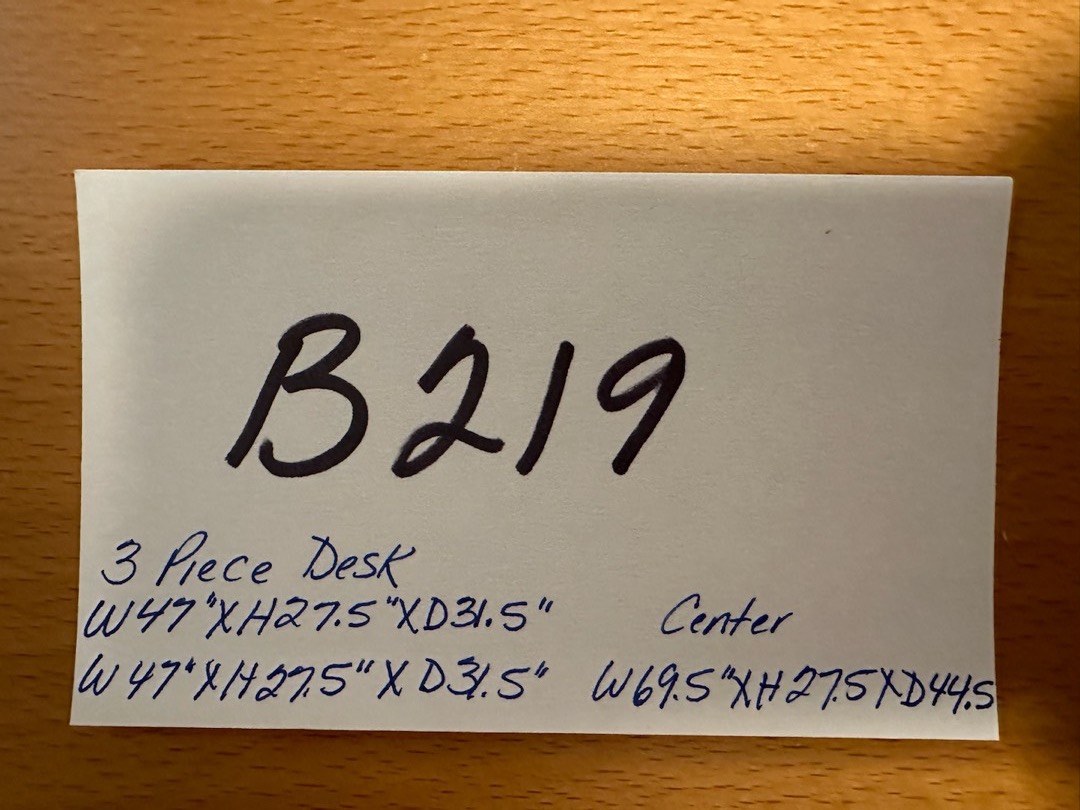 B219
3 Piece Desk
W47"XH27.5"XD31.5"
Center
W47"XH27.5"XD31.5"
W69.5"XH27.5XD44.5